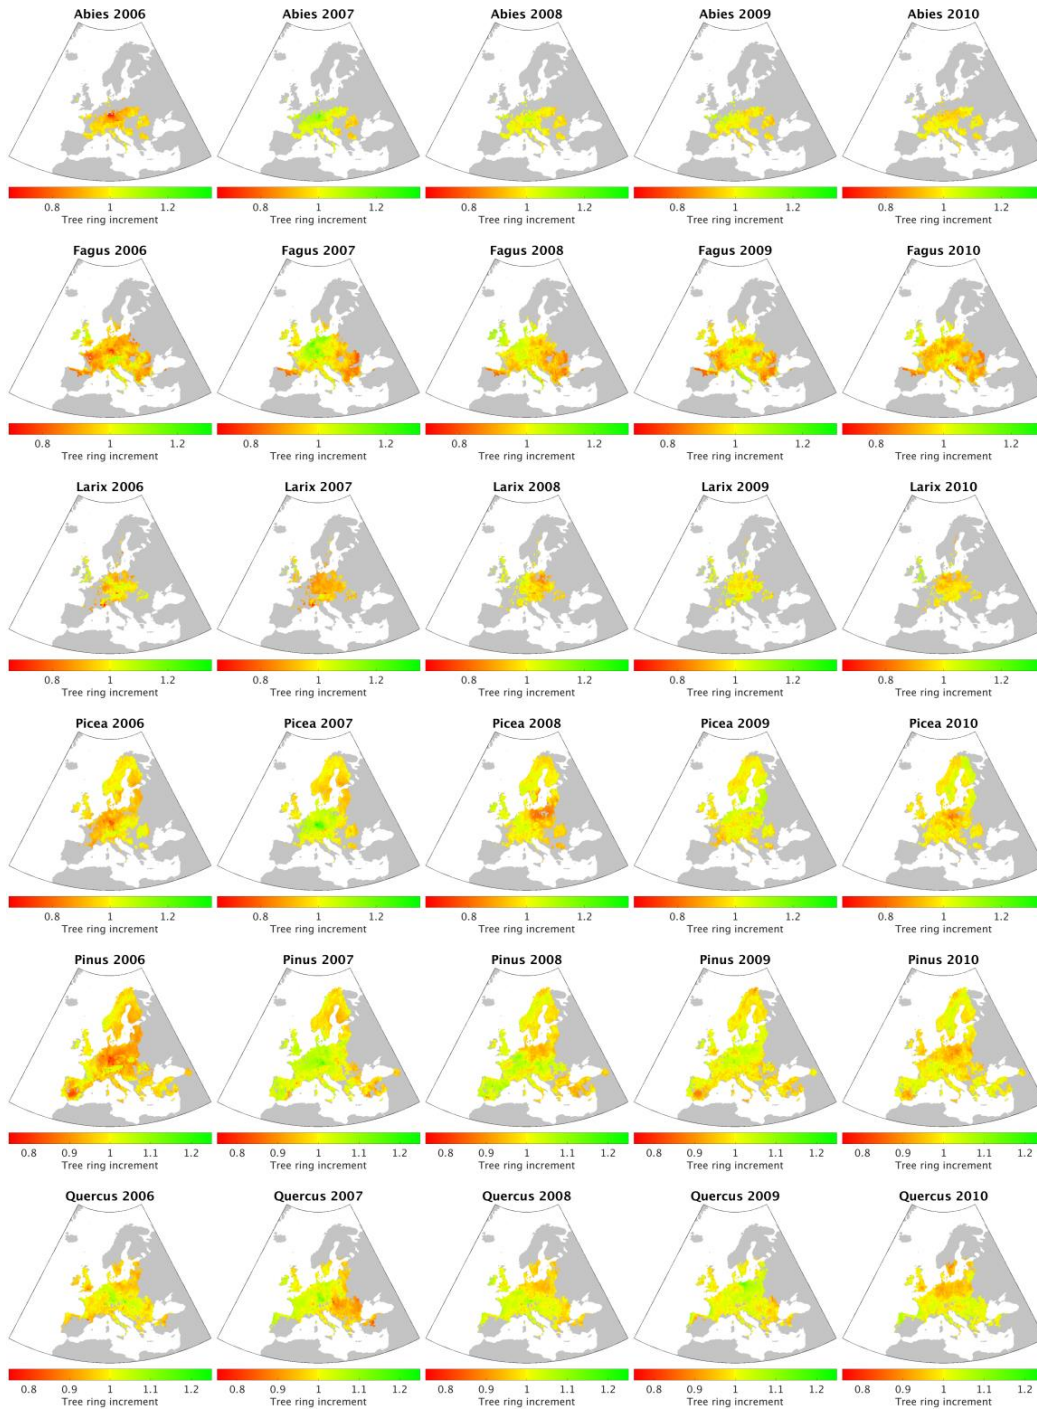 Abies 2006 Abies 2007 Abies 2008 Abies 2009 Abies 2010
0.8 1 1.2 0.8 1 1.2 0.8 1 1.2 0.8 1 1.2 0.8 1 1.2
Tree ring increment Tree ring increment Tree ring increment Tree ring increment Tree ring increment
Fagus 2006 Fagus 2007 Fagus 2008 Fagus 2009 Fagus 2010
0.8 1 1.2 0.8 1 1.2 0.8 1 1.2 0.8 1 1.2 0.8 1 1.2
Tree ring increment Tree ring increment Tree ring increment Tree ring increment Tree ring increment
Larix 2006 Larix 2007 Larix 2008 Larix 2009 Larix 2010
0.8 1 1.2 0.8 1 1.2 0.8 1 1.2 0.8 1 1.2 0.8 1 1.2
Tree ring increment Tree ring increment Tree ring increment Tree ring increment Tree ring increment
Picea 2006 Picea 2007 Picea 2008 Picea 2009 Picea 2010
0.8 1 1.2 0.8 1 1.2 0.8 1 1.2 0.8 1 1.2 0.8 1 1.2
Tree ring increment Tree ring increment Tree ring increment Tree ring increment Tree ring increment
Pinus 2006 Pinus 2007 Pinus 2008 Pinus 2009 Pinus 2010
0.8 0.9 1 1.1 1.2 0.8 0.9 1 1.1 1.2 0.8 0.9 1 1.1 1.2 0.8 0.9 1 1.1 1.2 0.8 0.9 1 1.1 1.2
Tree ring increment Tree ring increment Tree ring increment Tree ring increment Tree ring increment
Quercus 2006 Quercus 2007 Quercus 2008 Quercus 2009 Quercus 2010
0.8 0.9 1 1.1 1.2 0.8 0.9 1 1.1 1.2 0.8 0.9 1 1.1 1.2 0.8 0.9 1 1.1 1.2 0.8 0.9 1 1.1 1.2
Tree ring increment Tree ring increment Tree ring increment Tree ring increment Tree ring increment